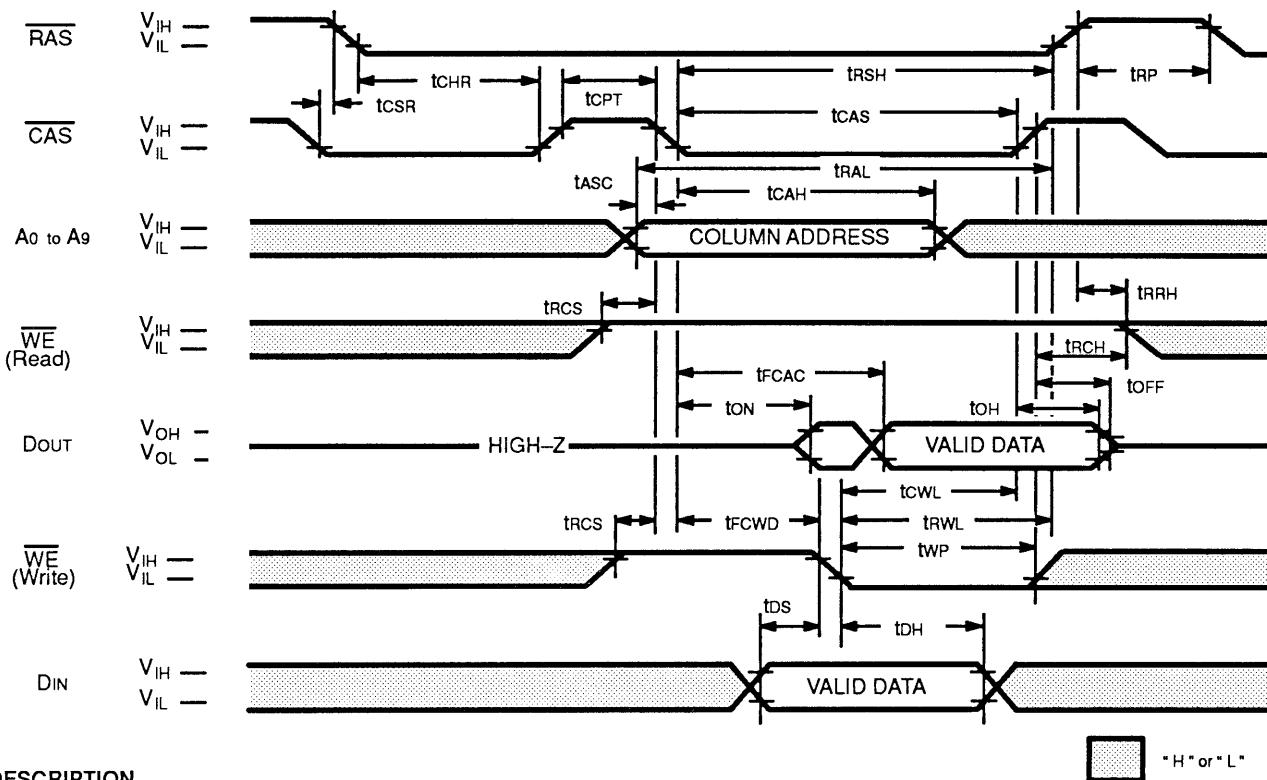 RAS VIH
VIL
tCHR tRSH tRP
tCSR tCPT
CAS VIH
VIL
tCAS
tRAL
tASC tCAH
A0 to A9 VIH
VIL
COLUMN ADDRESS
tRRH
tRCS
WE
(Read)
VIH
VIL
tRCH
tFCAC tOFF
tON tOH
DOUT VOH
VOL
HIGH–Z VALID DATA
tCWL
tRCS tFCWD tRWL
WE
(Write)
VIH
VIL
tWP
tDS tDH
DIN VIH
VIL
VALID DATA
"H" or "L"
DESCRIPTION